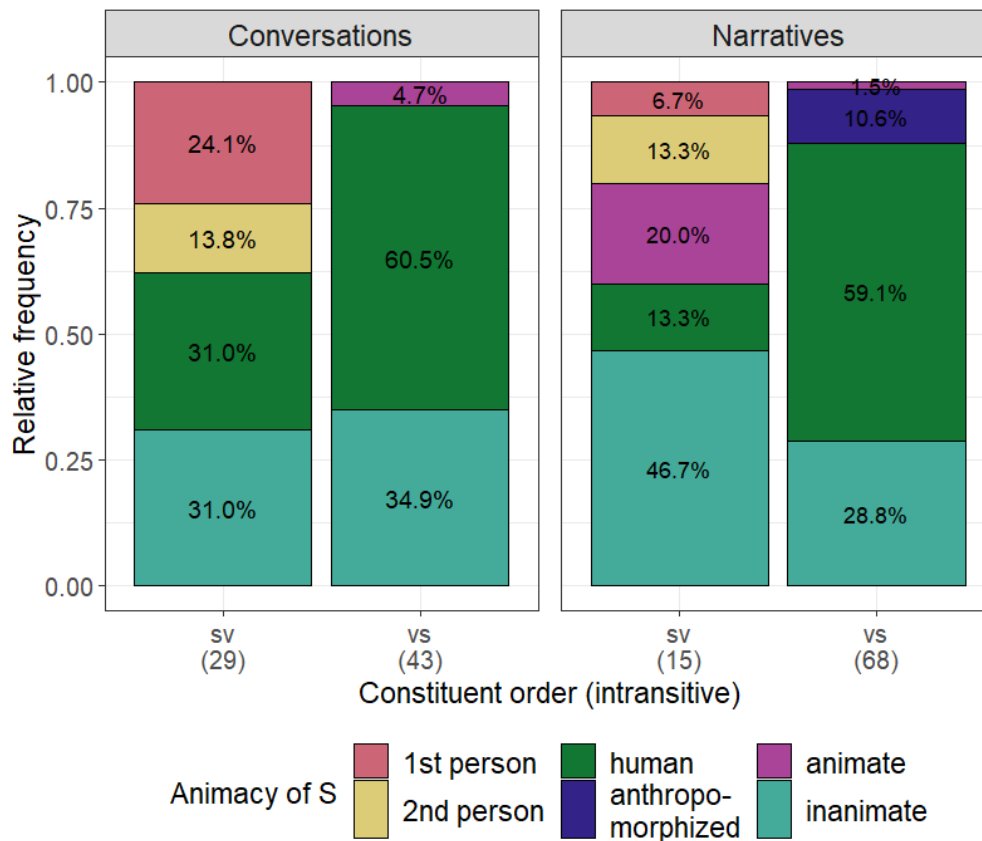 Conversations
Narratives
Relative frequency
1.00
0.75
0.50
0.25
0.00
24.1%
13.8%
31.0%
31.0%
4.7%
60.5%
34.9%
6.7%
13.3%
20.0%
13.3%
46.7%
1.5%
10.6%
59.1%
28.8%
sv
(29)
vs
(43)
sv
(15)
vs
(68)
Constituent order (intransitive)
Animacy of S
1st person
2nd person
human
anthropo-
morphized
animate
inanimate